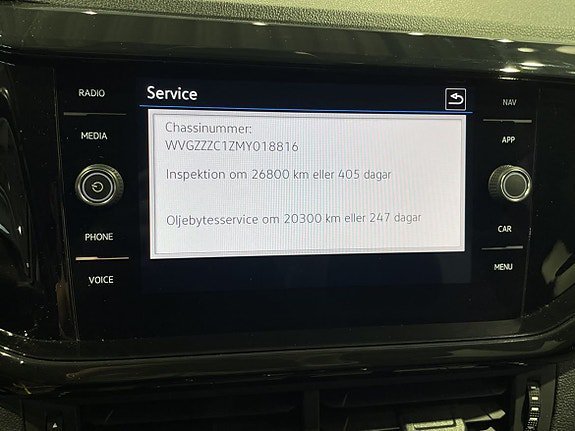 RADIO
Service
NAV
MEDIA
Chassinummer:
WVGZZZC1ZMY018816
APP
Inspektion om 26800 km eller 405 dagar
Oljebytesservice om 20300 km eller 247 dagar
PHONE
CAR
VOICE
MENU